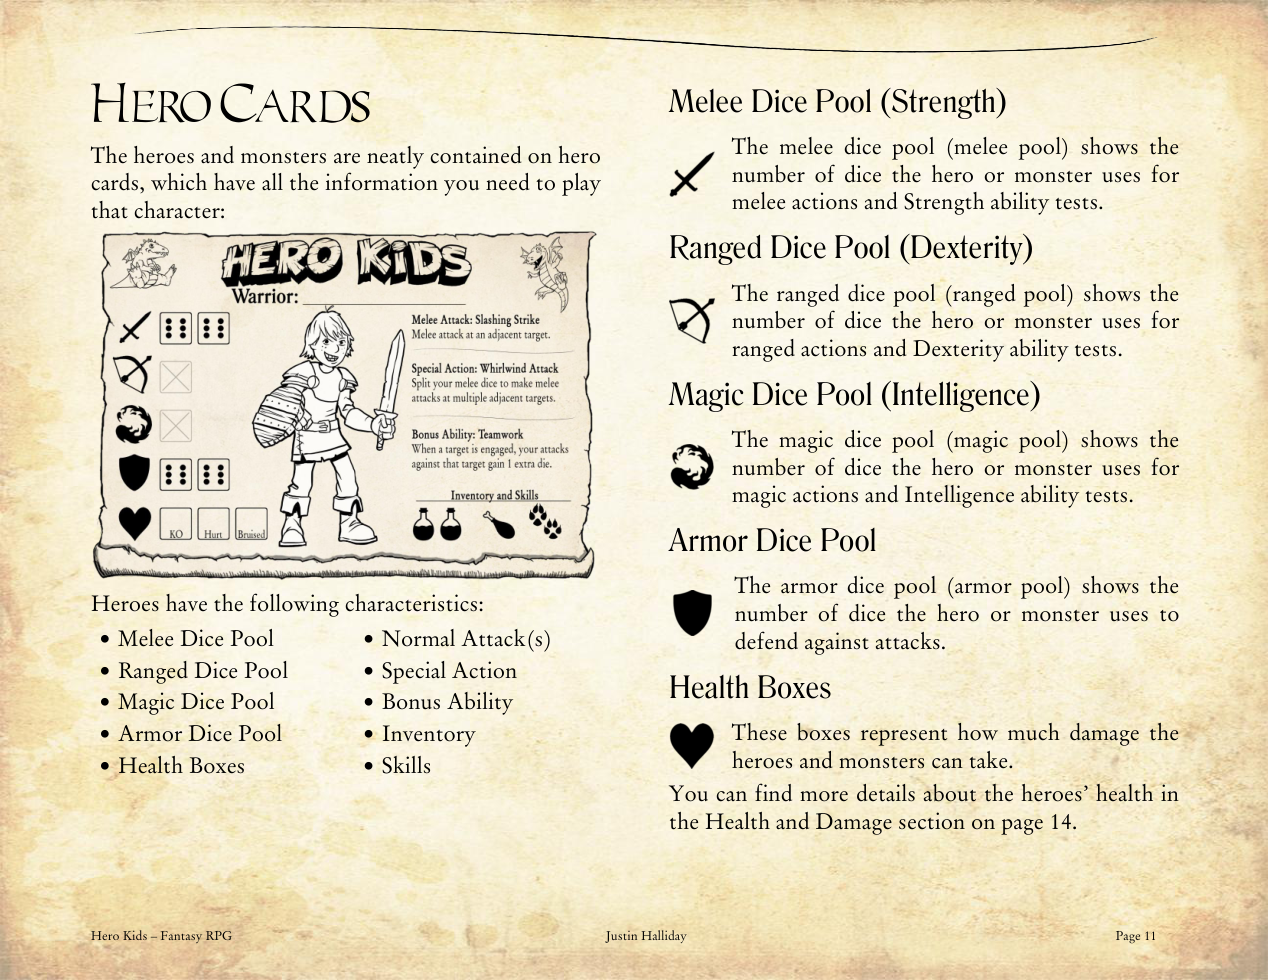 HERO CARDS
The heroes and monsters are neatly contained on hero
cards, which have all the information you need to play
that character:
HERO KIDS
Warrior:
Melee Attack: Slashing Strike
Melee attack at an adjacent target.
Special Action: Whirlwind Attack
Split your melee dice to make melee
attacks at multiple adjacent targets.
Bonus Ability: Teamwork
When a target is engaged, your attacks
against that target gain 1 extra die.
Inventory and Skills
KO Hurt Bruised
Heroes have the following characteristics:
• Melee Dice Pool
• Ranged Dice Pool
• Magic Dice Pool
• Armor Dice Pool
• Health Boxes
• Normal Attack(s)
• Special Action
• Bonus Ability
• Inventory
• Skills
Melee Dice Pool (Strength)
The melee dice pool (melee pool) shows the
number of dice the hero or monster uses for
melee actions and Strength ability tests.
Ranged Dice Pool (Dexterity)
The ranged dice pool (ranged pool) shows the
number of dice the hero or monster uses for
ranged actions and Dexterity ability tests.
Magic Dice Pool (Intelligence)
The magic dice pool (magic pool) shows the
number of dice the hero or monster uses for
magic actions and Intelligence ability tests.
Armor Dice Pool
The armor dice pool (armor pool) shows the
number of dice the hero or monster uses to
defend against attacks.
Health Boxes
These boxes represent how much damage the
heroes and monsters can take.
You can find more details about the heroes’ health in
the Health and Damage section on page 14.
Hero Kids – Fantasy RPG
Justin Halliday
Page 11